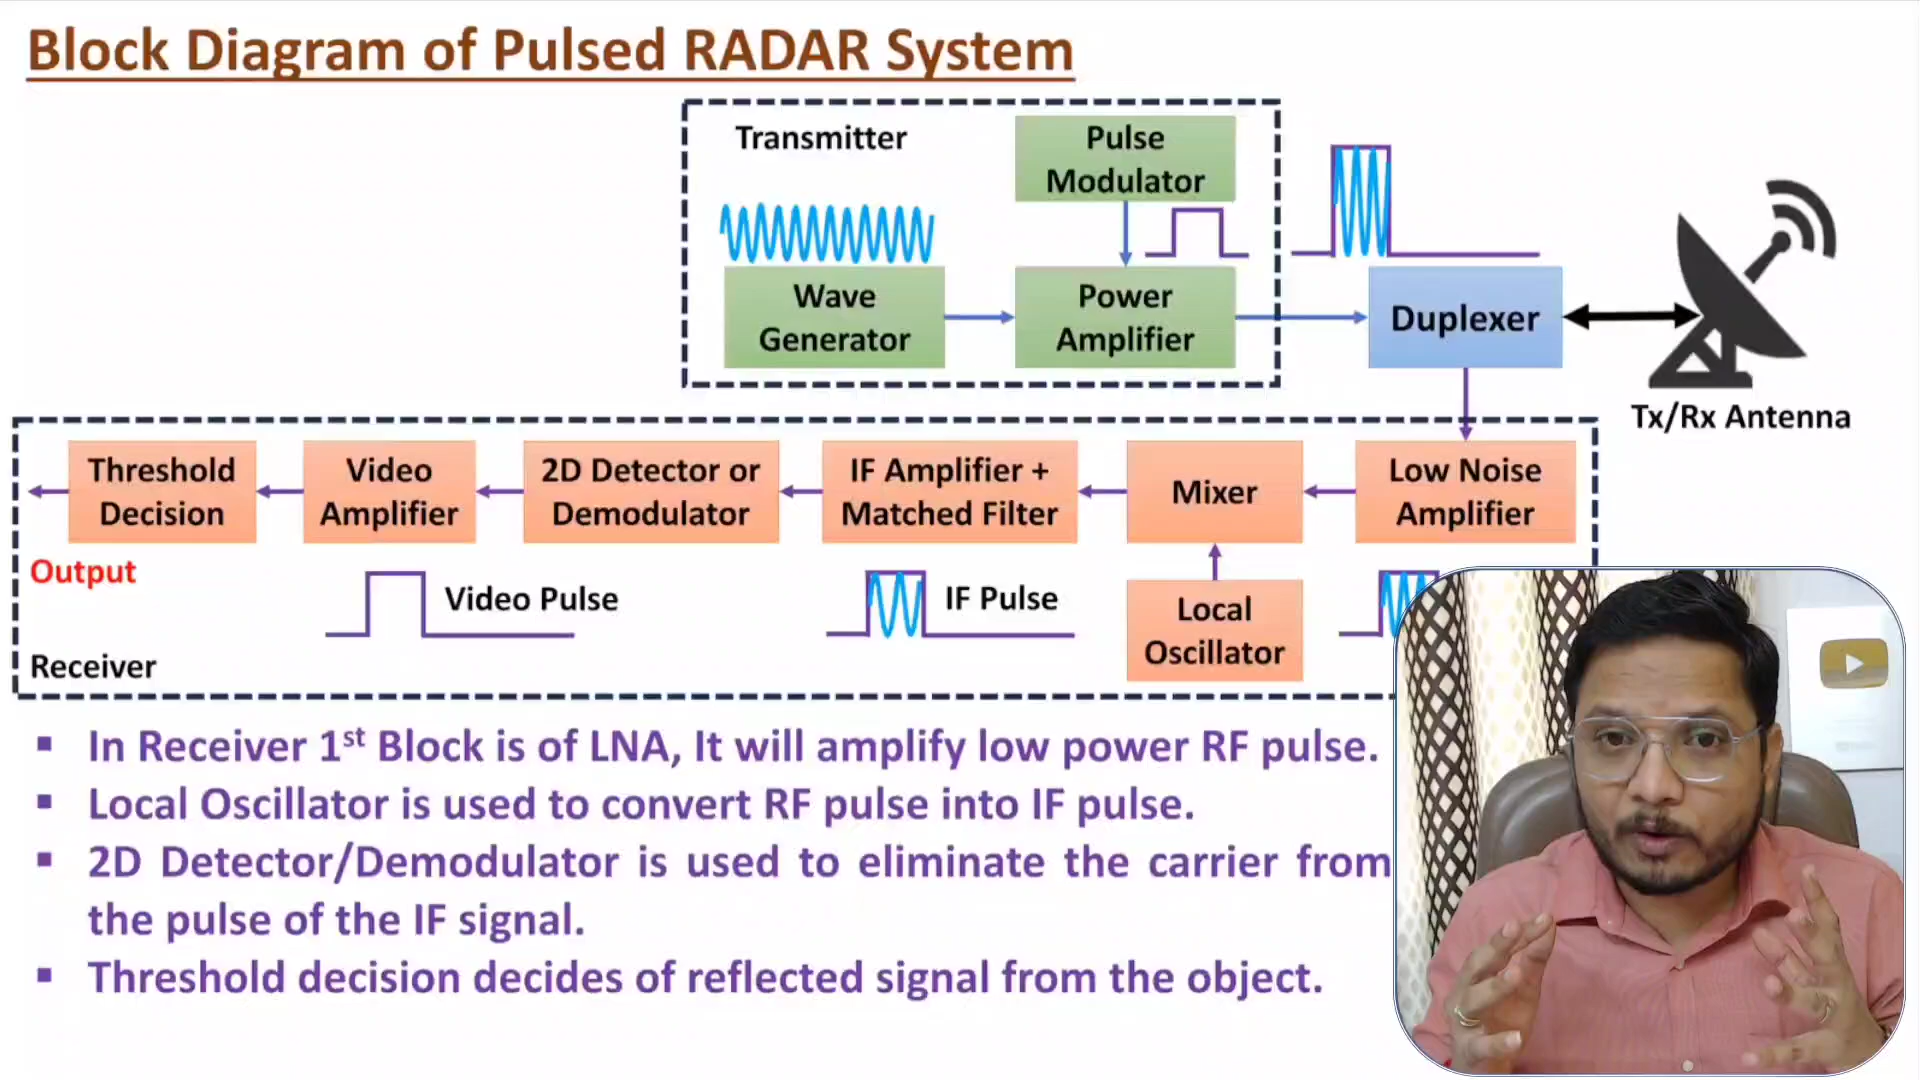 Block Diagram of Pulsed RADAR System
Transmitter
Pulse
Modulator
Wave
Generator
Power
Amplifier
Duplexer
Tx/Rx Antenna
Threshold
Decision
Video
Amplifier
2D Detector or
Demodulator
IF Amplifier +
Matched Filter
Mixer
Low Noise
Amplifier
Output
Video Pulse
IF Pulse
Local
Oscillator
Receiver
▪ In Receiver 1st Block is of LNA, It will amplify low power RF pulse.
▪ Local Oscillator is used to convert RF pulse into IF pulse.
▪ 2D Detector/Demodulator is used to eliminate the carrier from
the pulse of the IF signal.
▪ Threshold decision decides of reflected signal from the object.